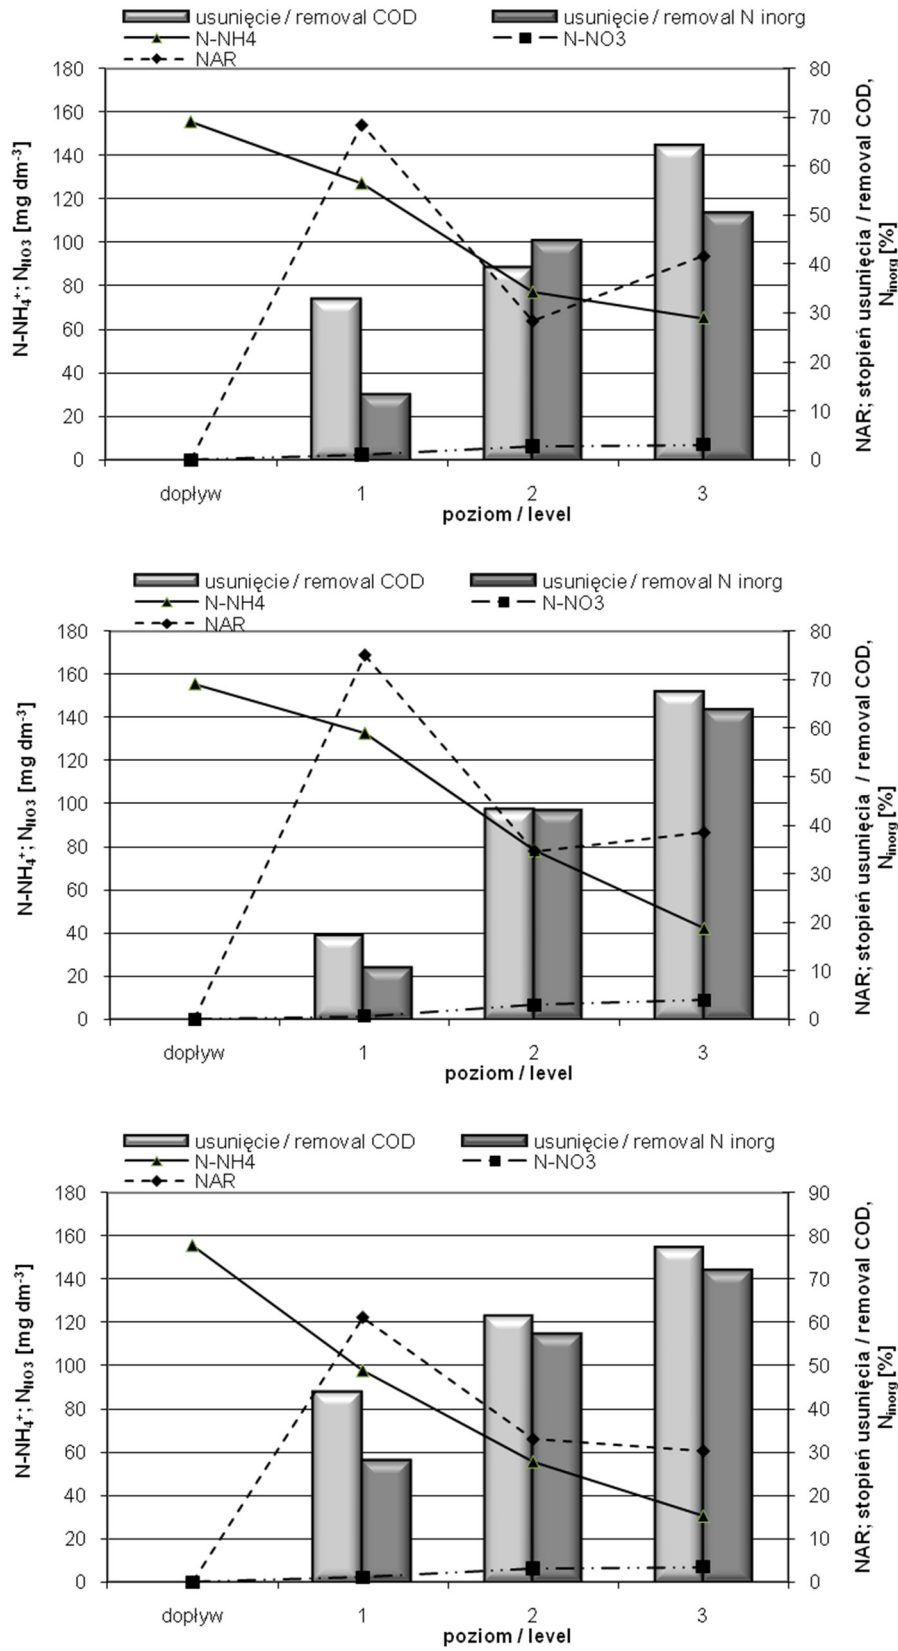 usunięcie / removal COD usunięcie / removal N inorg
N-NH4 N-NO3
NAR
180 80
160 70
140 60
120 50
100 40
80 30
60 20
40 10
20 0
0
N-NH₄⁺; N_NO3 [mg dm⁻³]
NAR; stopień usunięcia / removal COD,
N_inorg [%]
dopływ 1 2 3
poziom / level
usunięcie / removal COD usunięcie / removal N inorg
N-NH4 N-NO3
NAR
180 80
160 70
140 60
120 50
100 40
80 30
60 20
40 10
20 0
0
N-NH₄⁺; N_NO3 [mg dm⁻³]
NAR; stopień usunięcia / removal COD,
N_inorg [%]
dopływ 1 2 3
poziom / level
usunięcie / removal COD usunięcie / removal N inorg
N-NH4 N-NO3
NAR
180 90
160 80
140 70
120 60
100 50
80 40
60 30
40 20
20 10
0 0
N-NH₄⁺; N_NO3 [mg dm⁻³]
NAR; stopień usunięcia / removal COD,
N_inorg [%]
dopływ 1 2 3
poziom / level